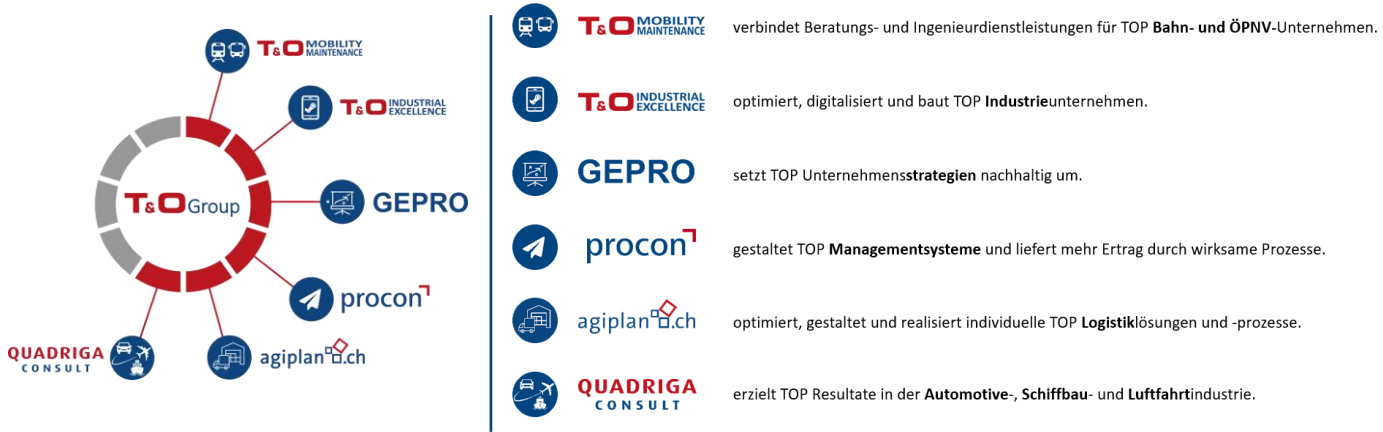 T&O MOBILITY MAINTENANCE
T&O INDUSTRIAL EXCELLENCE
T&O Group
GEPRO
procon
agiplan.ch
QUADRIGA CONSULT
T&O MOBILITY MAINTENANCE verbindet Beratungs- und Ingenieurdienstleistungen für TOP Bahn- und ÖPNV-Unternehmen.
T&O INDUSTRIAL EXCELLENCE optimiert, digitalisiert und baut TOP Industrieunternehmen.
GEPRO setzt TOP Unternehmensstrategien nachhaltig um.
procon gestaltet TOP Managementsysteme und liefert mehr Ertrag durch wirksame Prozesse.
agiplan.ch optimiert, gestaltet und realisiert individuelle TOP Logistiklösungen und -prozesse.
QUADRIGA CONSULT erzielt TOP Resultate in der Automotive-, Schiffbau- und Luftfahrtindustrie.